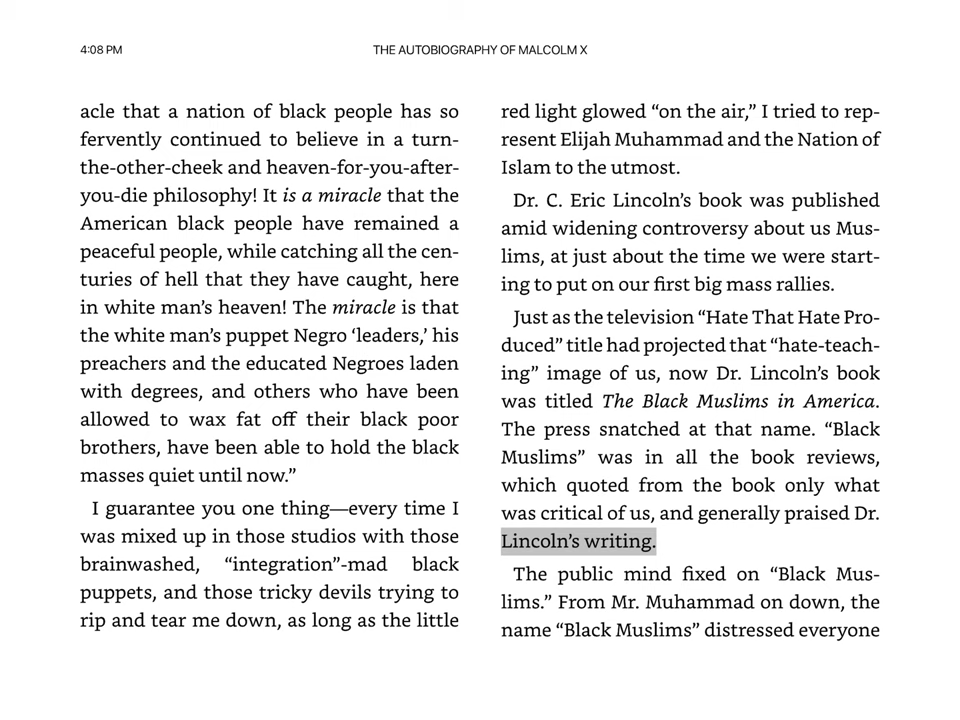 4:08 PM
THE AUTOBIOGRAPHY OF MALCOLM X
acle that a nation of black people has so
fervently continued to believe in a turn-
the-other-cheek and heaven-for-you-after-
you-die philosophy! It is a miracle that the
American black people have remained a
peaceful people, while catching all the cen-
turies of hell that they have caught, here
in white man’s heaven! The miracle is that
the white man’s puppet Negro ‘leaders,’ his
preachers and the educated Negroes laden
with degrees, and others who have been
allowed to wax fat off their black poor
brothers, have been able to hold the black
masses quiet until now.”
I guarantee you one thing—every time I
was mixed up in those studios with those
brainwashed, “integration”-mad black
puppets, and those tricky devils trying to
rip and tear me down, as long as the little
red light glowed “on the air,” I tried to rep-
resent Elijah Muhammad and the Nation of
Islam to the utmost.
Dr. C. Eric Lincoln’s book was published
amid widening controversy about us Mus-
lims, at just about the time we were start-
ing to put on our first big mass rallies.
Just as the television “Hate That Hate Pro-
duced” title had projected that “hate-teach-
ing” image of us, now Dr. Lincoln’s book
was titled The Black Muslims in America.
The press snatched at that name. “Black
Muslims” was in all the book reviews,
which quoted from the book only what
was critical of us, and generally praised Dr.
Lincoln’s writing.
The public mind fixed on “Black Mus-
lims.” From Mr. Muhammad on down, the
name “Black Muslims” distressed everyone